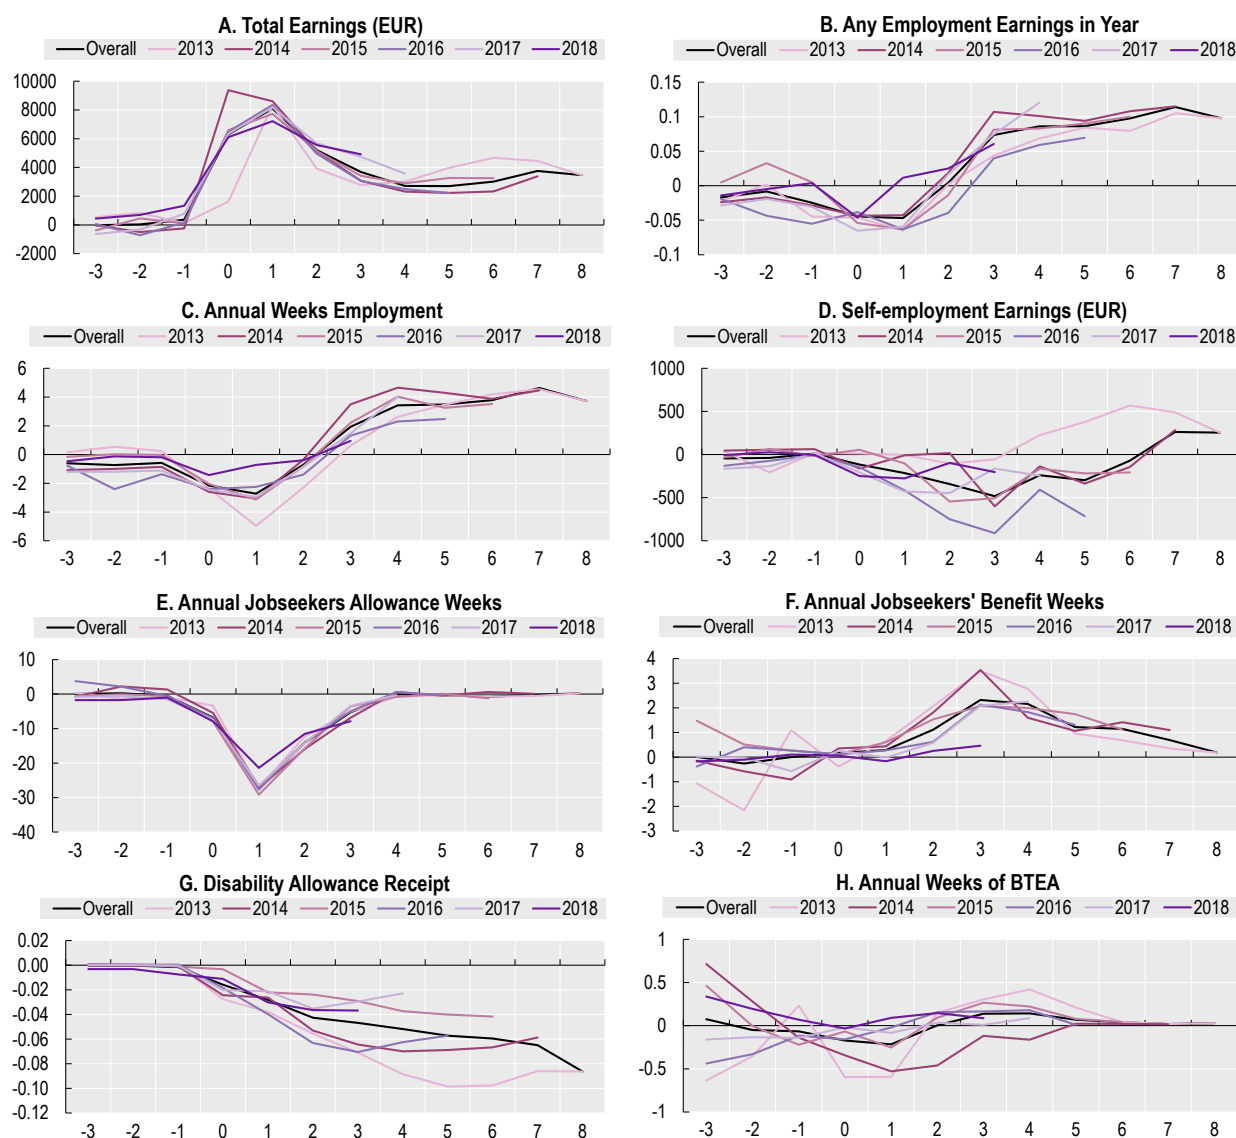 A. Total Earnings (EUR)
Overall 2013 2014 2015 2016 2017 2018
10000
8000
6000
4000
2000
0
-2000
-3 -2 -1 0 1 2 3 4 5 6 7 8
B. Any Employment Earnings in Year
Overall 2013 2014 2015 2016 2017 2018
0.15
0.1
0.05
0
-0.05
-0.1
-3 -2 -1 0 1 2 3 4 5 6 7 8
C. Annual Weeks Employment
Overall 2013 2014 2015 2016 2017 2018
6
4
2
0
-2
-4
-6
-3 -2 -1 0 1 2 3 4 5 6 7 8
D. Self-employment Earnings (EUR)
Overall 2013 2014 2015 2016 2017 2018
1000
500
0
-500
-1000
-3 -2 -1 0 1 2 3 4 5 6 7 8
E. Annual Jobseekers Allowance Weeks
Overall 2013 2014 2015 2016 2017 2018
10
0
-10
-20
-30
-40
-3 -2 -1 0 1 2 3 4 5 6 7 8
F. Annual Jobseekers' Benefit Weeks
Overall 2013 2014 2015 2016 2017 2018
4
3
2
1
0
-1
-2
-3
-3 -2 -1 0 1 2 3 4 5 6 7 8
G. Disability Allowance Receipt
Overall 2013 2014 2015 2016 2017 2018
0.02
0.00
-0.02
-0.04
-0.06
-0.08
-0.10
-0.12
-3 -2 -1 0 1 2 3 4 5 6 7 8
H. Annual Weeks of BTEA
Overall 2013 2014 2015 2016 2017 2018
1
0.5
0
-0.5
-1
-3 -2 -1 0 1 2 3 4 5 6 7 8